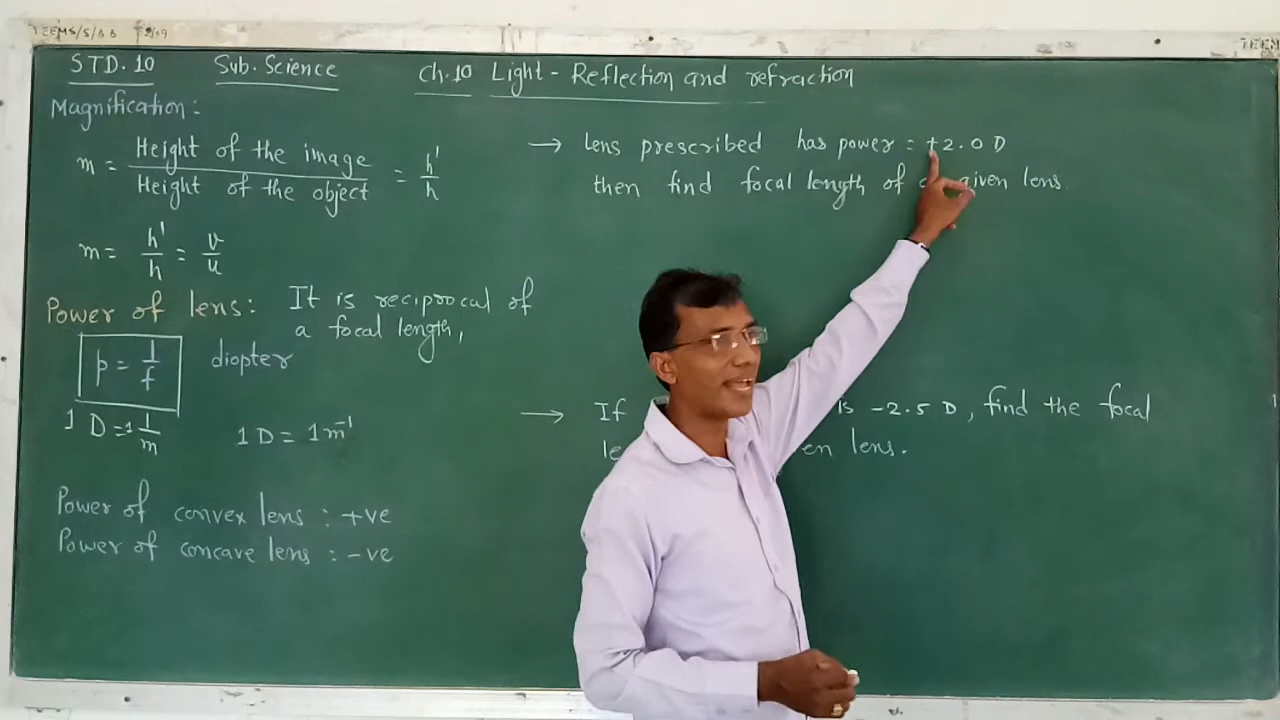 TEEMS/S/BB
STD.10 Sub. Science Ch.10 Light - Reflection and refraction
Magnification:
m = Height of the image / Height of the object = h' / h
m = h' / h = v / u
Power of lens: It is reciprocal of
a focal length,
p = 1 / f diopter
1 D = 1 1 / m 1 D = 1 m⁻¹
Power of convex lens : +ve
Power of concave lens : -ve
→ Lens prescribed has power = +2.0 D
then find focal length of given lens.
→ If is -2.5 D, find the focal
lens.